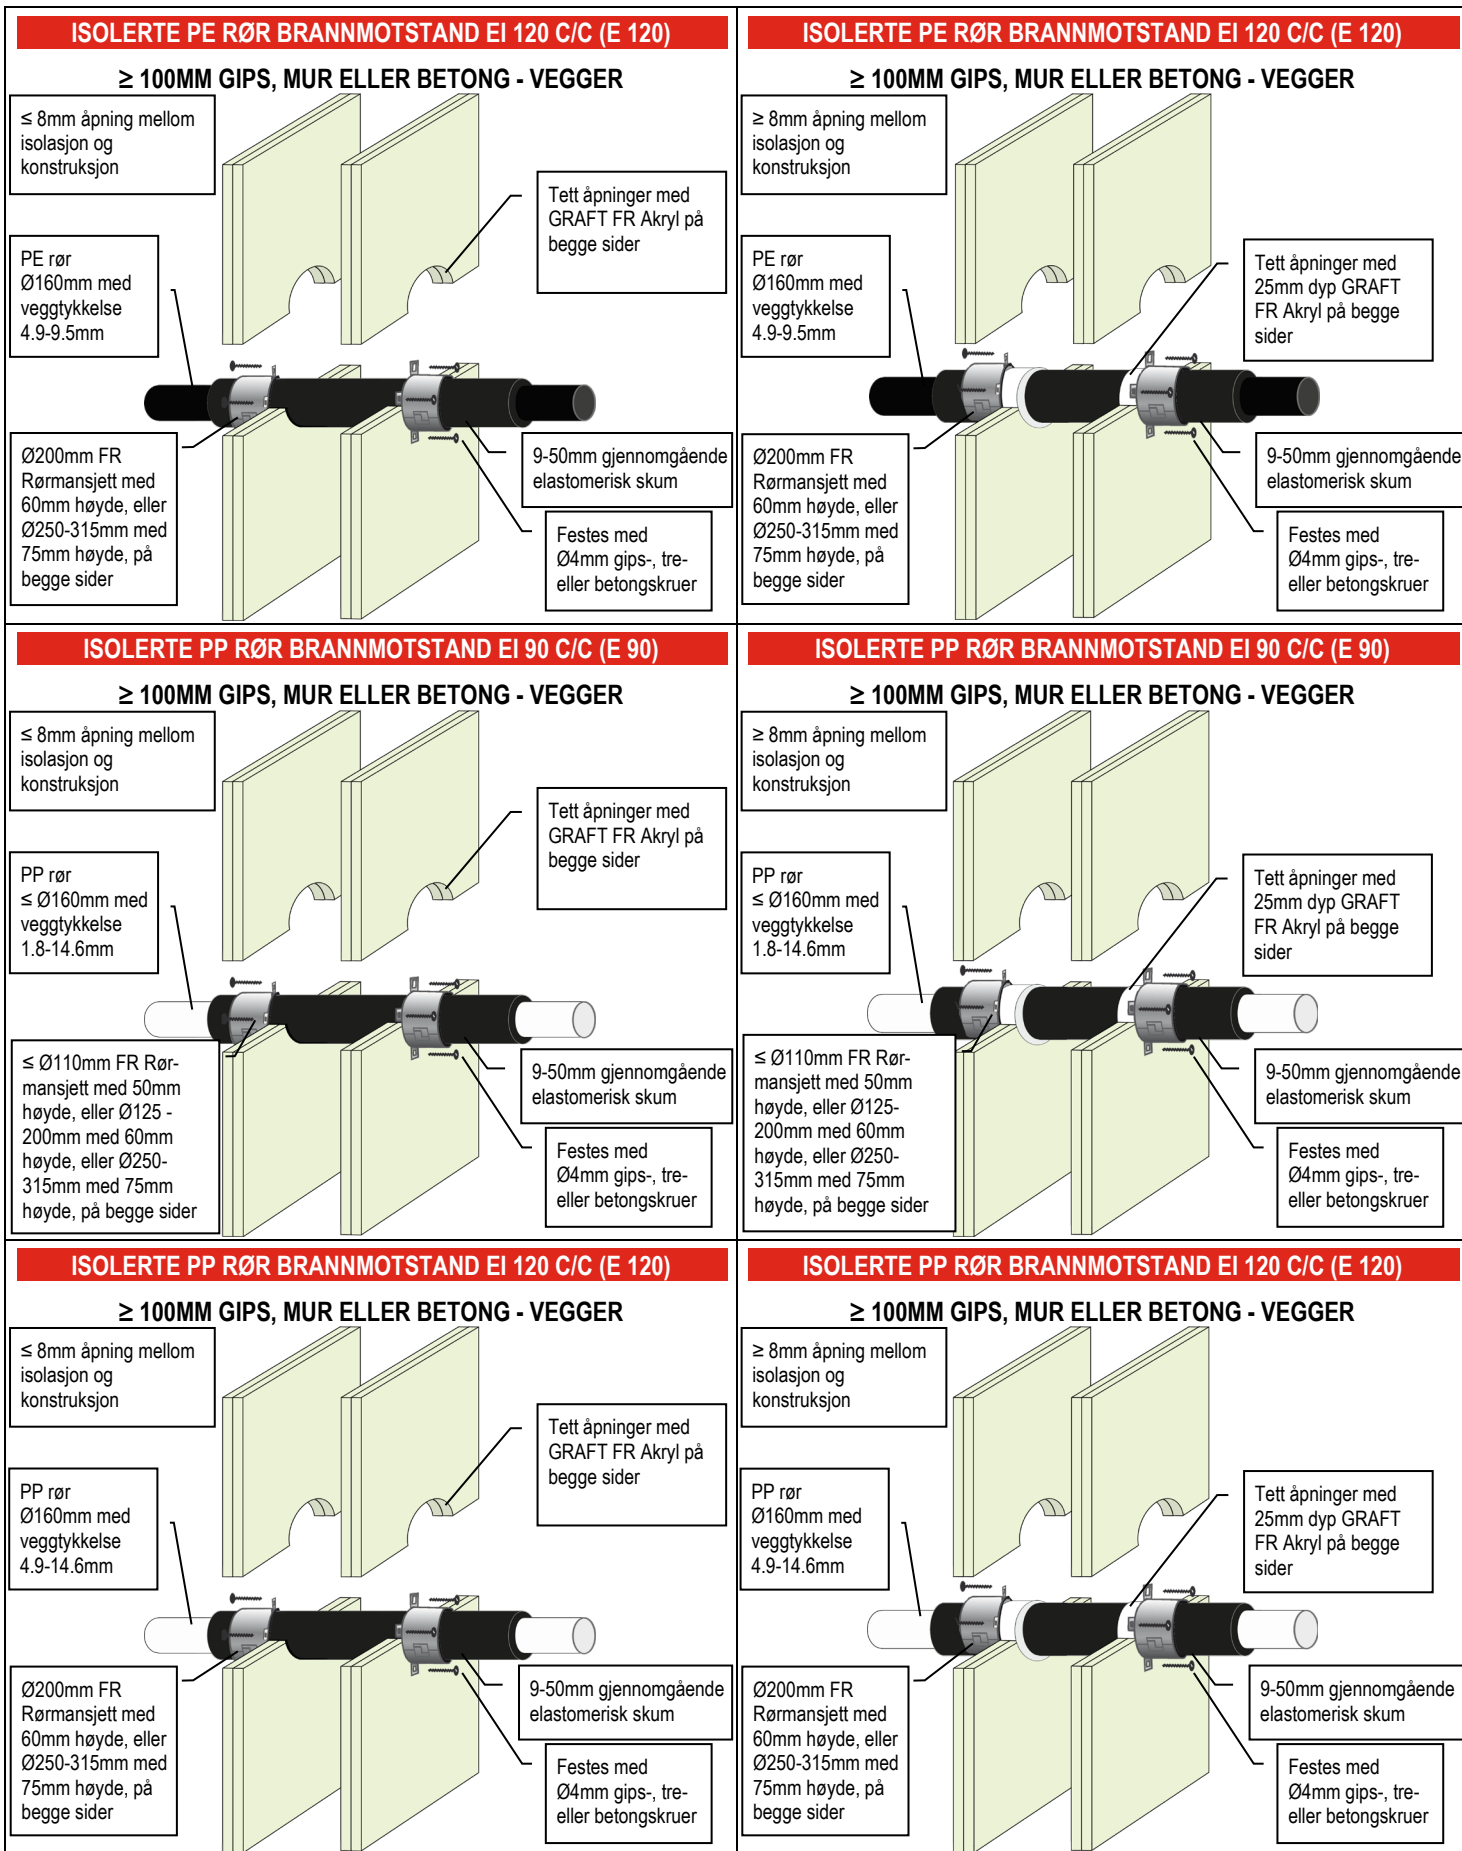 ISOLERTE PE RØR BRANNMOTSTAND EI 120 C/C (E 120)
≥ 100MM GIPS, MUR ELLER BETONG - VEGGER
≤ 8mm åpning mellom
isolasjon og
konstruksjon
Tett åpninger med
GRAFT FR Akryl på
begge sider
PE rør
Ø160mm med
veggtykkelse
4.9-9.5mm
Ø200mm FR
Rørmansjett med
60mm høyde, eller
Ø250-315mm med
75mm høyde, på
begge sider
9-50mm gjennomgående
elastomerisk skum
Festes med
Ø4mm gips-, tre-
eller betongskruer
ISOLERTE PE RØR BRANNMOTSTAND EI 120 C/C (E 120)
≥ 100MM GIPS, MUR ELLER BETONG - VEGGER
≥ 8mm åpning mellom
isolasjon og
konstruksjon
Tett åpninger med
25mm dyp GRAFT
FR Akryl på begge
sider
PE rør
Ø160mm med
veggtykkelse
4.9-9.5mm
Ø200mm FR
Rørmansjett med
60mm høyde, eller
Ø250-315mm med
75mm høyde, på
begge sider
9-50mm gjennomgående
elastomerisk skum
Festes med
Ø4mm gips-, tre-
eller betongskruer
ISOLERTE PP RØR BRANNMOTSTAND EI 90 C/C (E 90)
≥ 100MM GIPS, MUR ELLER BETONG - VEGGER
≤ 8mm åpning mellom
isolasjon og
konstruksjon
Tett åpninger med
GRAFT FR Akryl på
begge sider
PP rør
≤ Ø160mm med
veggtykkelse
1.8-14.6mm
≤ Ø110mm FR Rør-
mansjett med 50mm
høyde, eller Ø125 -
200mm med 60mm
høyde, eller Ø250-
315mm med 75mm
høyde, på begge sider
9-50mm gjennomgående
elastomerisk skum
Festes med
Ø4mm gips-, tre-
eller betongskruer
ISOLERTE PP RØR BRANNMOTSTAND EI 90 C/C (E 90)
≥ 100MM GIPS, MUR ELLER BETONG - VEGGER
≥ 8mm åpning mellom
isolasjon og
konstruksjon
Tett åpninger med
25mm dyp GRAFT
FR Akryl på begge
sider
PP rør
≤ Ø160mm med
veggtykkelse
1.8-14.6mm
≤ Ø110mm FR Rør-
mansjett med 50mm
høyde, eller Ø125-
200mm med 60mm
høyde, eller Ø250-
315mm med 75mm
høyde, på begge sider
9-50mm gjennomgående
elastomerisk skum
Festes med
Ø4mm gips-, tre-
eller betongskruer
ISOLERTE PP RØR BRANNMOTSTAND EI 120 C/C (E 120)
≥ 100MM GIPS, MUR ELLER BETONG - VEGGER
≤ 8mm åpning mellom
isolasjon og
konstruksjon
Tett åpninger med
GRAFT FR Akryl på
begge sider
PP rør
Ø160mm med
veggtykkelse
4.9-14.6mm
Ø200mm FR
Rørmansjett med
60mm høyde, eller
Ø250-315mm med
75mm høyde, på
begge sider
9-50mm gjennomgående
elastomerisk skum
Festes med
Ø4mm gips-, tre-
eller betongskruer
ISOLERTE PP RØR BRANNMOTSTAND EI 120 C/C (E 120)
≥ 100MM GIPS, MUR ELLER BETONG - VEGGER
≥ 8mm åpning mellom
isolasjon og
konstruksjon
Tett åpninger med
25mm dyp GRAFT
FR Akryl på begge
sider
PP rør
Ø160mm med
veggtykkelse
4.9-14.6mm
Ø200mm FR
Rørmansjett med
60mm høyde, eller
Ø250-315mm med
75mm høyde, på
begge sider
9-50mm gjennomgående
elastomerisk skum
Festes med
Ø4mm gips-, tre-
eller betongskruer